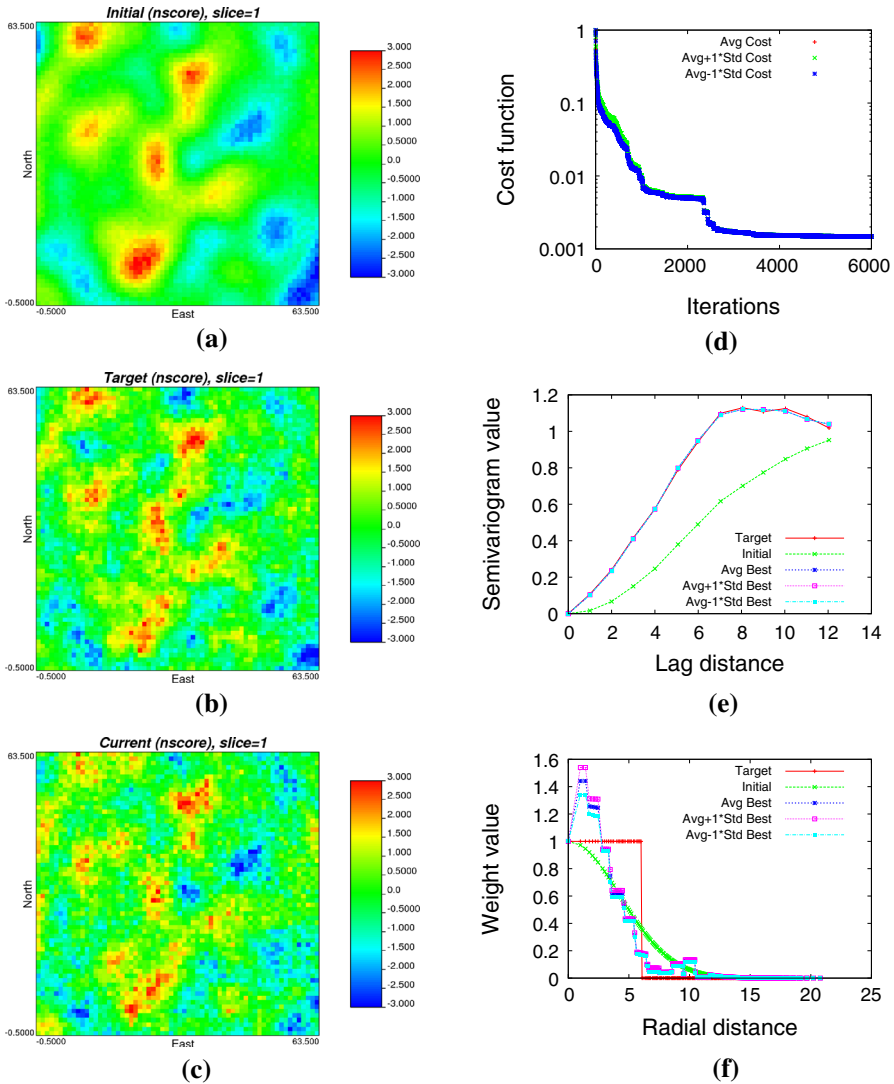 Initial (nscore), slice=1
63.500
North
-0.5000
-0.5000
East
63.500
3.000
2.500
2.000
1.500
1.000
0.5000
0.0
-0.5000
-1.000
-1.500
-2.000
-2.500
-3.000
(a)
Cost function
1
0.1
0.01
0.001
0
2000
4000
6000
Iterations
Avg Cost
Avg+1*Std Cost
Avg-1*Std Cost
(d)
Target (nscore), slice=1
63.500
North
-0.5000
-0.5000
East
63.500
3.000
2.500
2.000
1.500
1.000
0.5000
0.0
-0.5000
-1.000
-1.500
-2.000
-2.500
-3.000
(b)
Semivariogram value
1.2
1
0.8
0.6
0.4
0.2
0
0
2
4
6
8
10
12
14
Lag distance
Target
Initial
Avg Best
Avg+1*Std Best
Avg-1*Std Best
(e)
Current (nscore), slice=1
63.500
North
-0.5000
-0.5000
East
63.500
3.000
2.500
2.000
1.500
1.000
0.5000
0.0
-0.5000
-1.000
-1.500
-2.000
-2.500
-3.000
(c)
Weight value
1.6
1.4
1.2
1
0.8
0.6
0.4
0.2
0
0
5
10
15
20
25
Radial distance
Target
Initial
Avg Best
Avg+1*Std Best
Avg-1*Std Best
(f)